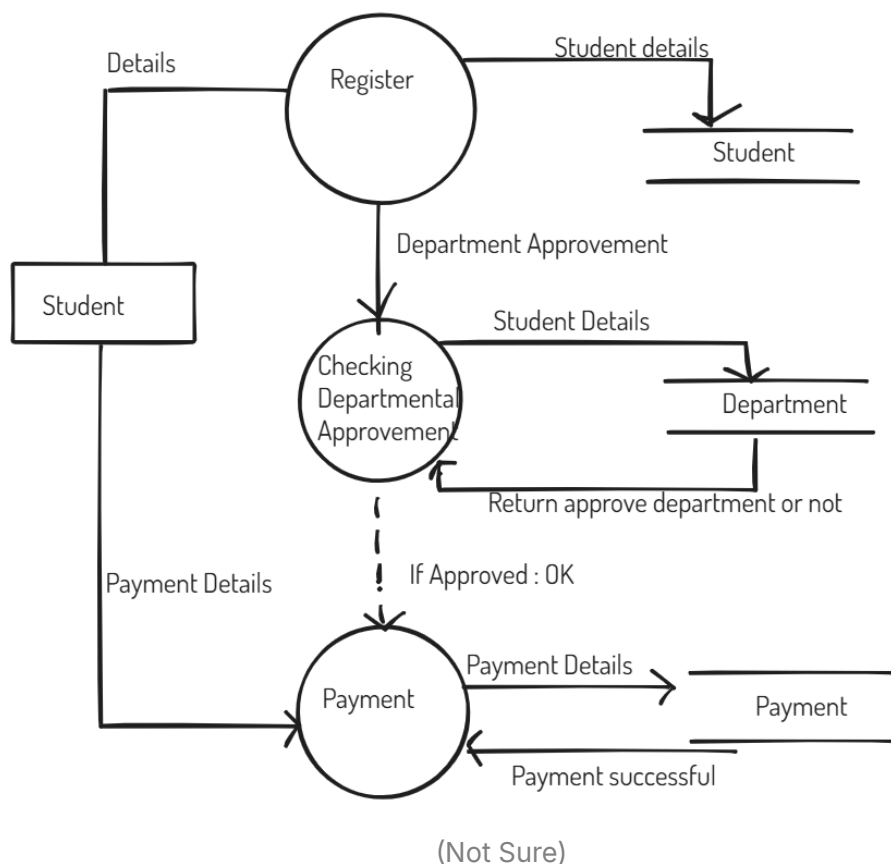 Details
Student details
Register
Student
Department Approvement
Student
Student Details
Checking
Departmental
Approvement
Department
Return approve department or not
If Approved : OK
Payment Details
Payment Details
Payment
Payment
Payment successful
(Not Sure)